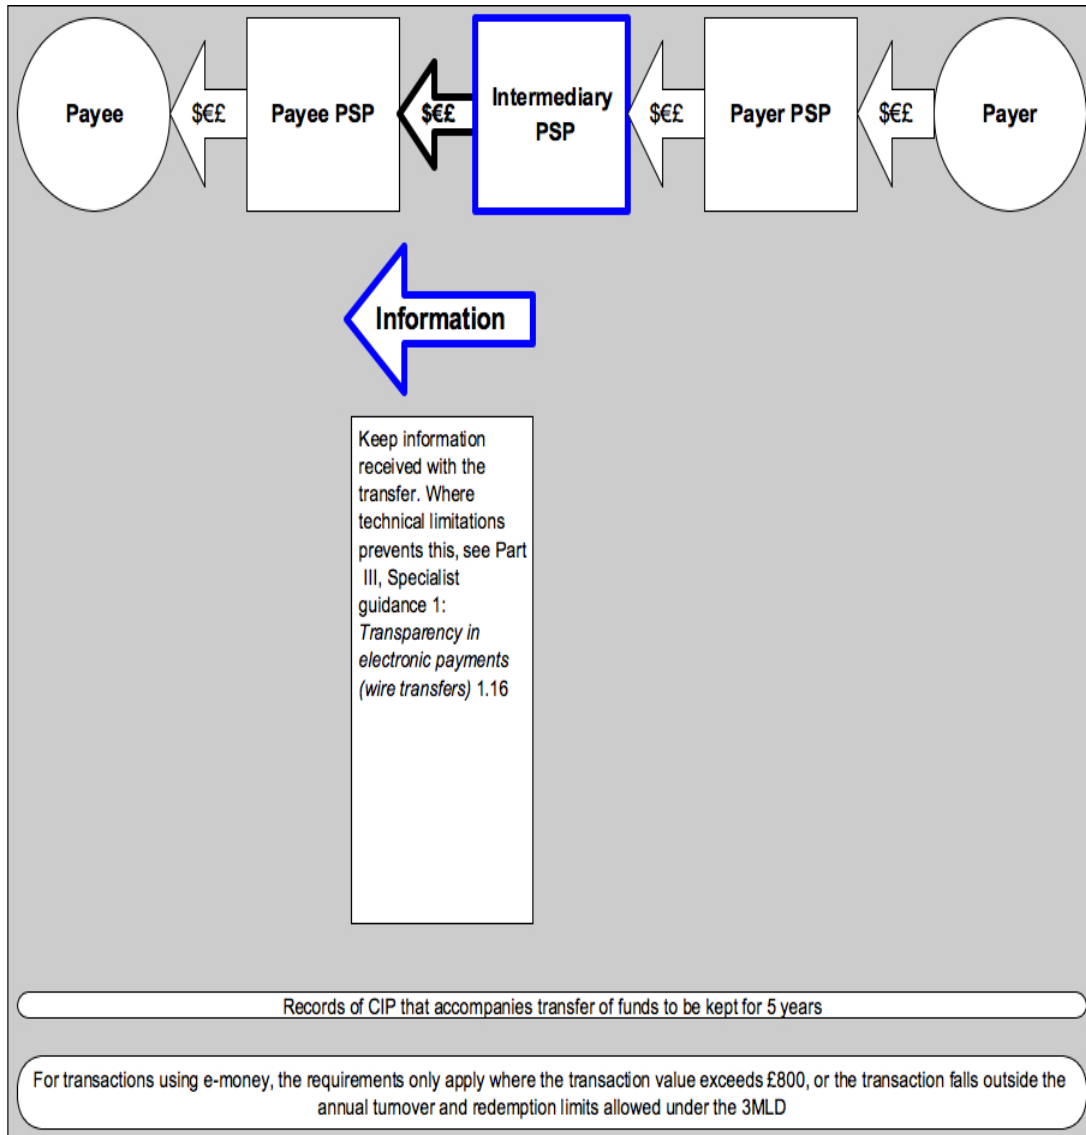 Payee
$€£
Payee PSP
$€£
Intermediary
PSP
$€£
Payer PSP
$€£
Payer
Information
Keep information
received with the
transfer. Where
technical limitations
prevents this, see Part
III, Specialist
guidance 1:
Transparency in
electronic payments
(wire transfers) 1.16
Records of CIP that accompanies transfer of funds to be kept for 5 years
For transactions using e-money, the requirements only apply where the transaction value exceeds £800, or the transaction falls outside the
annual turnover and redemption limits allowed under the 3MLD